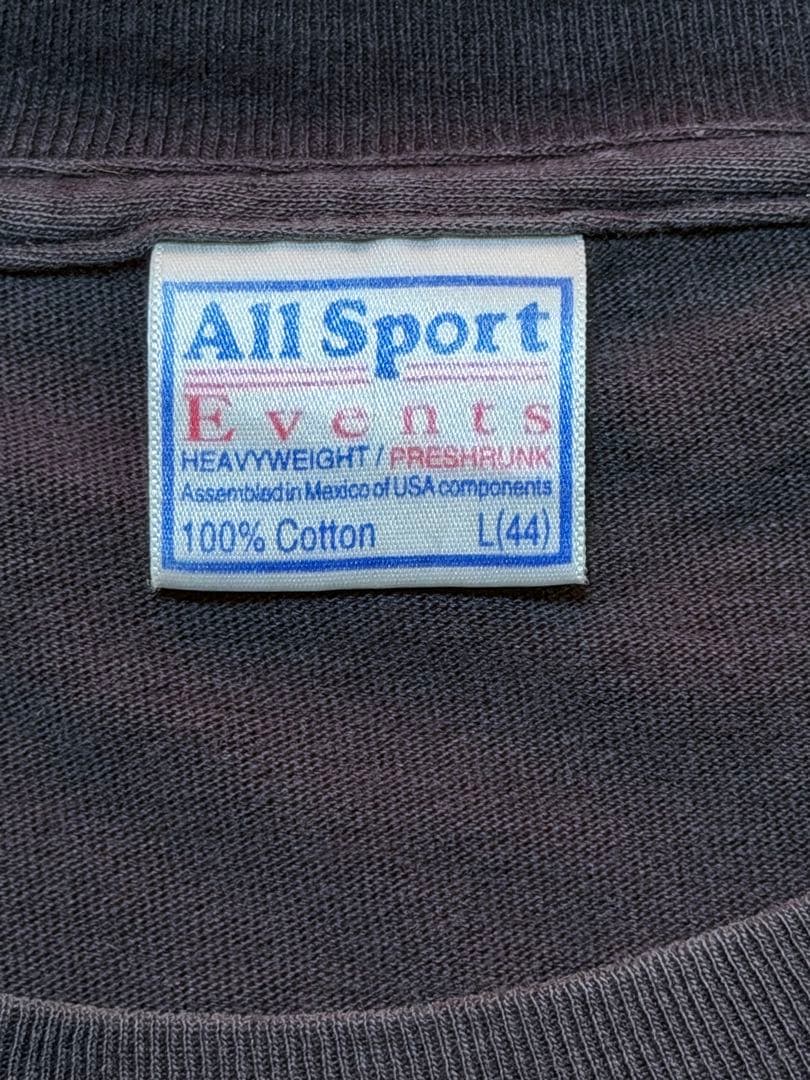 All Sport
Events
HEAVYWEIGHT / PRESHRUNK
Assembled in Mexico of USA components
100% Cotton L(44)